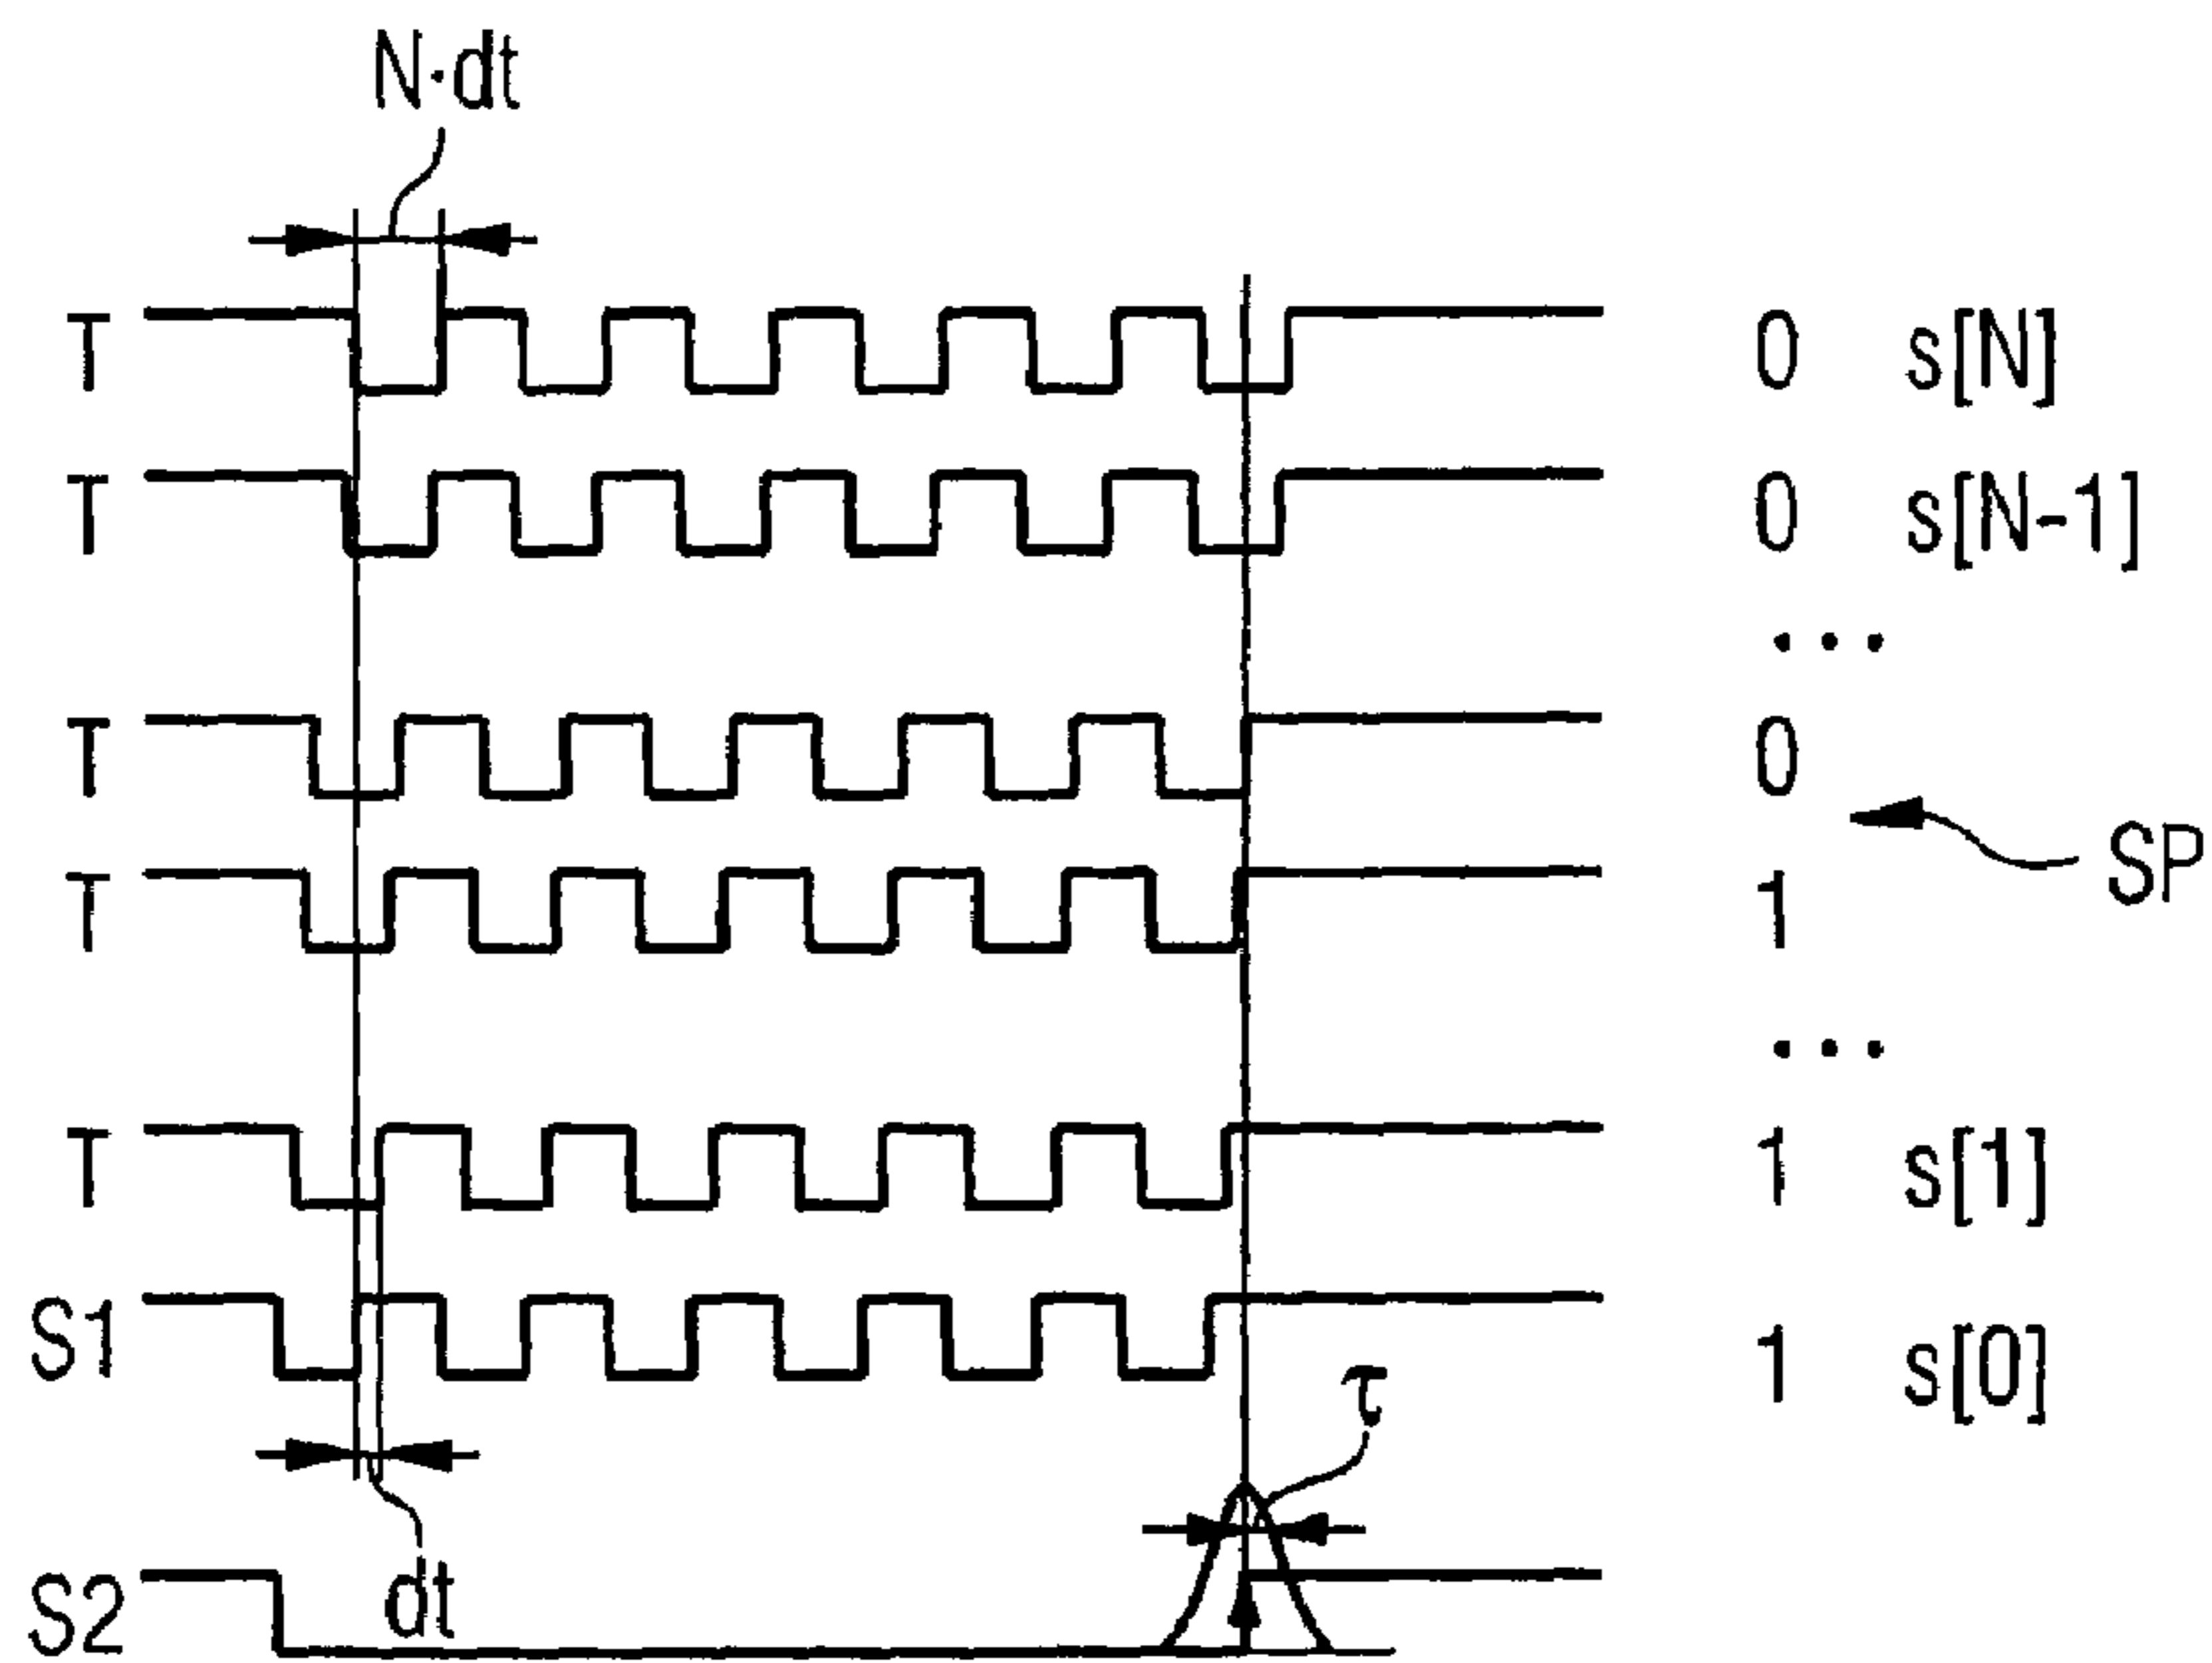 N·dt
T 0 s[N]
T 0 s[N-1]
...
T 0
SP
T 1
...
T 1 s[1]
S1 1 s[0]
τ
dt
S2